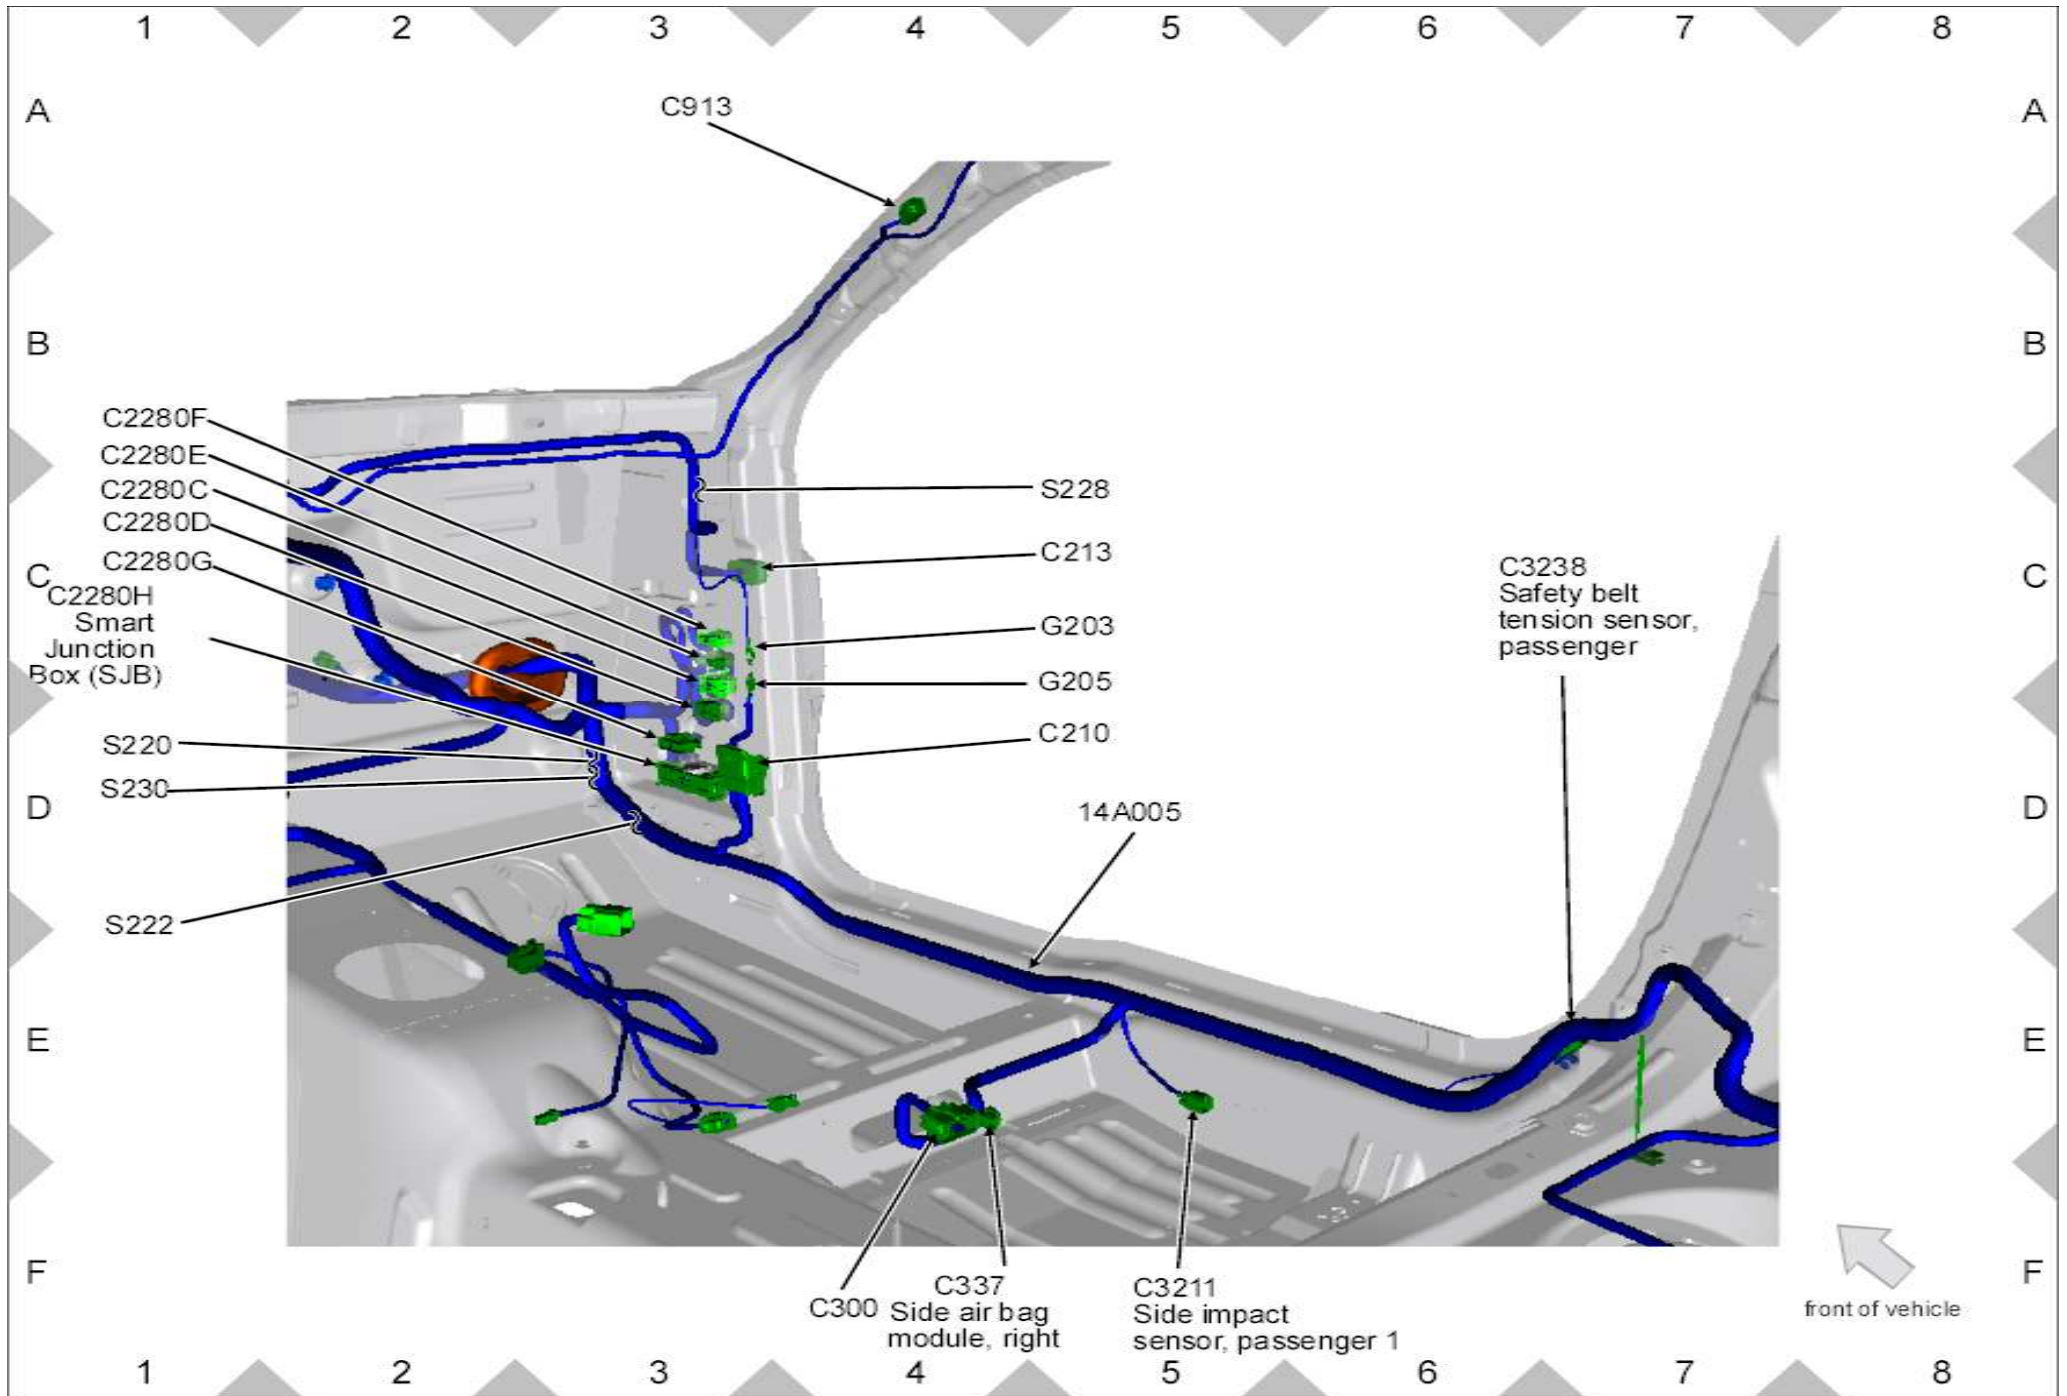 1 2 3 4 5 6 7 8
A A
C913
B B
C2280F
C2280E
C2280C
S228
C2280D
C213
C2280G
C C
C3238
Safety belt
tension sensor,
passenger
C2280H
Smart
Junction
Box (SJB)
G203
G205
S220
C210
S230
D D
14A005
S222
E E
F F
C337
Side air bag
module, right
C3211
Side impact
sensor, passenger 1
C300
front of vehicle
1 2 3 4 5 6 7 8